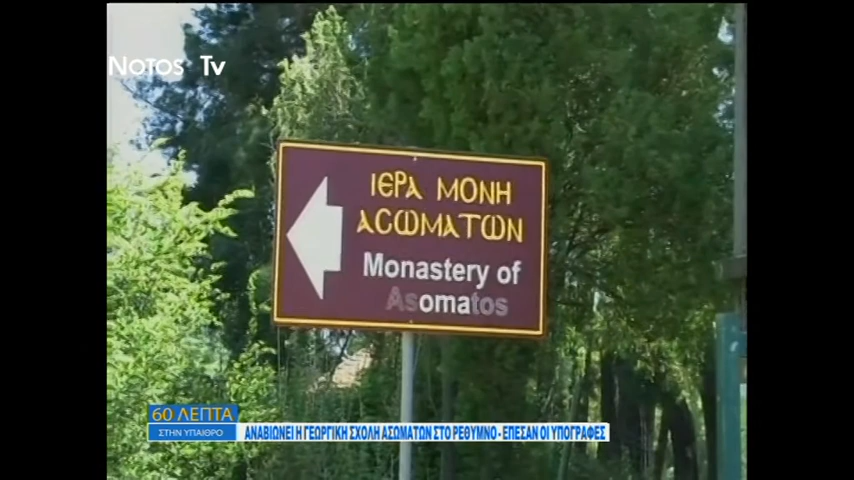 Notos Tv
ΙΕΡΑ ΜΟΝΗ
ΑCΩΜΑΤΩΝ
Monastery of
Asomatos
60 ΛΕΠΤΑ
ΣΤΗΝ ΥΠΑΙΘΡΟ
ΑΝΑΒΙΩΝΕΙ Η ΓΕΩΡΓΙΚΗ ΣΧΟΛΗ ΑΣΩΜΑΤΩΝ ΣΤΟ ΡΕΘΥΜΝΟ - ΕΠΕΣΑΝ ΟΙ ΥΠΟΓΡΑΦΕΣ